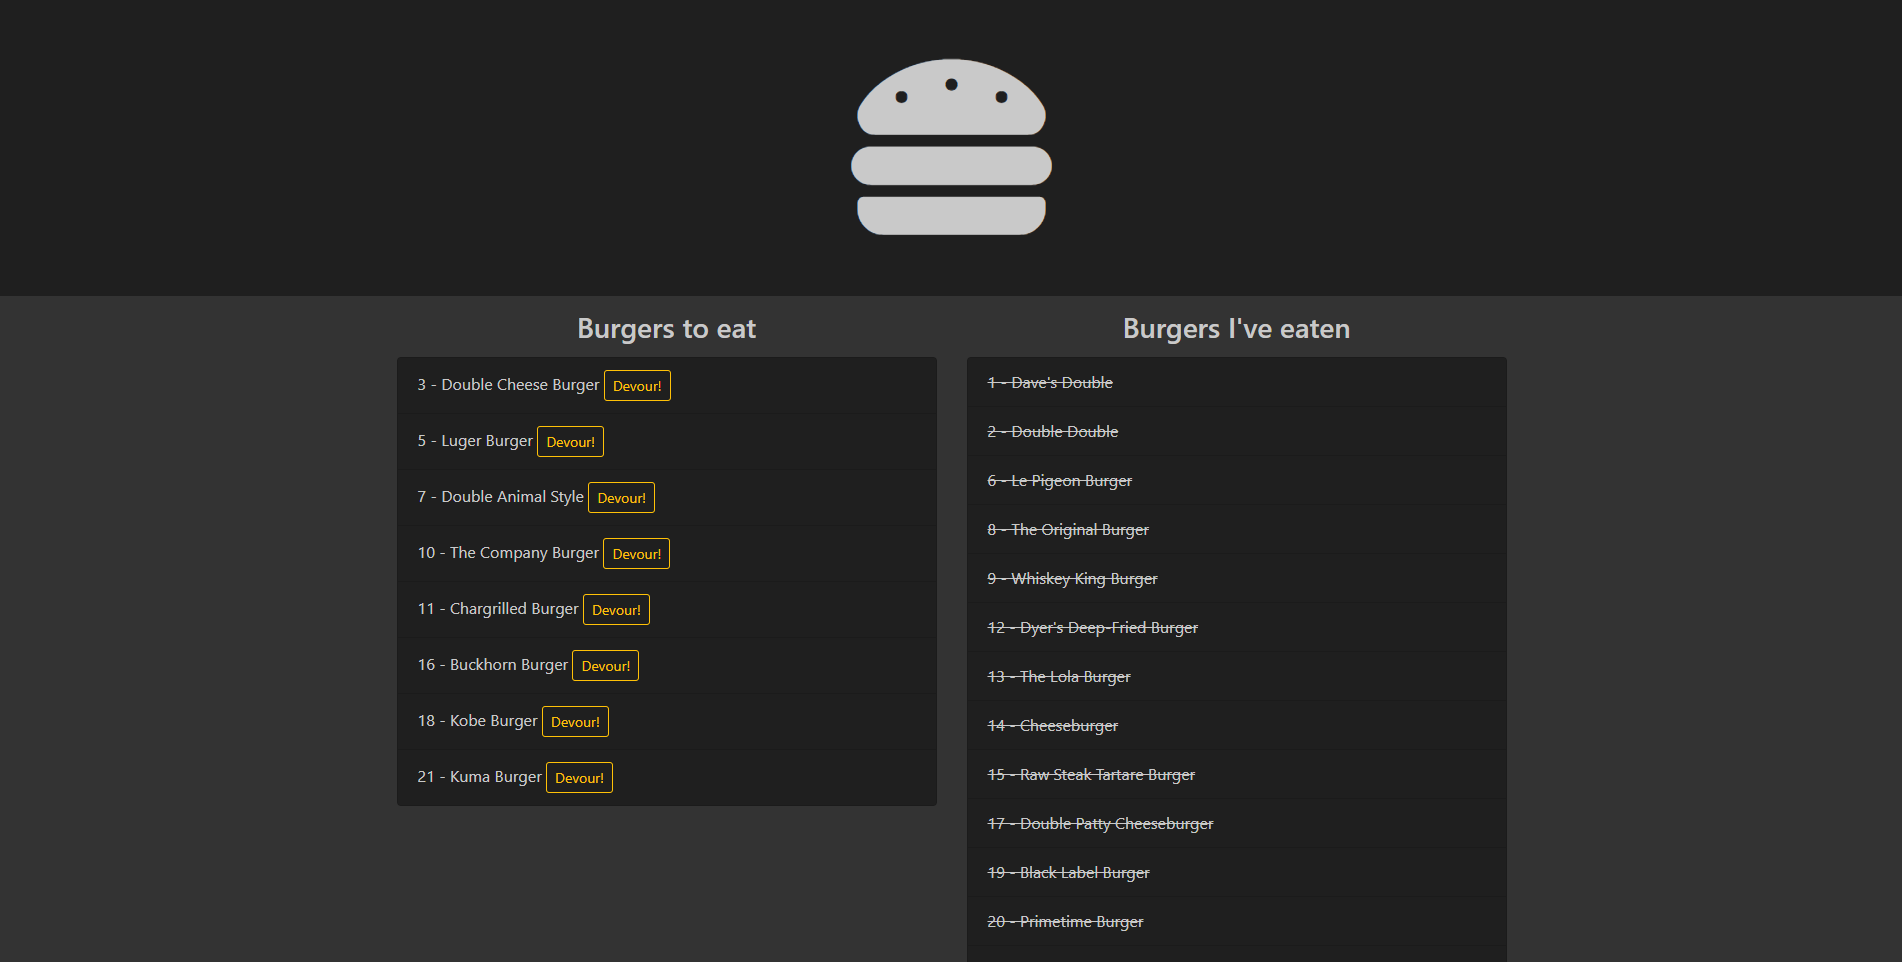 Burgers to eat
3 - Double Cheese Burger Devour!
5 - Luger Burger Devour!
7 - Double Animal Style Devour!
10 - The Company Burger Devour!
11 - Chargrilled Burger Devour!
16 - Buckhorn Burger Devour!
18 - Kobe Burger Devour!
21 - Kuma Burger Devour!
Burgers I've eaten
1 - Dave's Double
2 - Double Double
6 - Le Pigeon Burger
8 - The Original Burger
9 - Whiskey King Burger
12 - Dyer's Deep-Fried Burger
13 - The Lola Burger
14 - Cheeseburger
15 - Raw Steak Tartare Burger
17 - Double Patty Cheeseburger
19 - Black Label Burger
20 - Primetime Burger